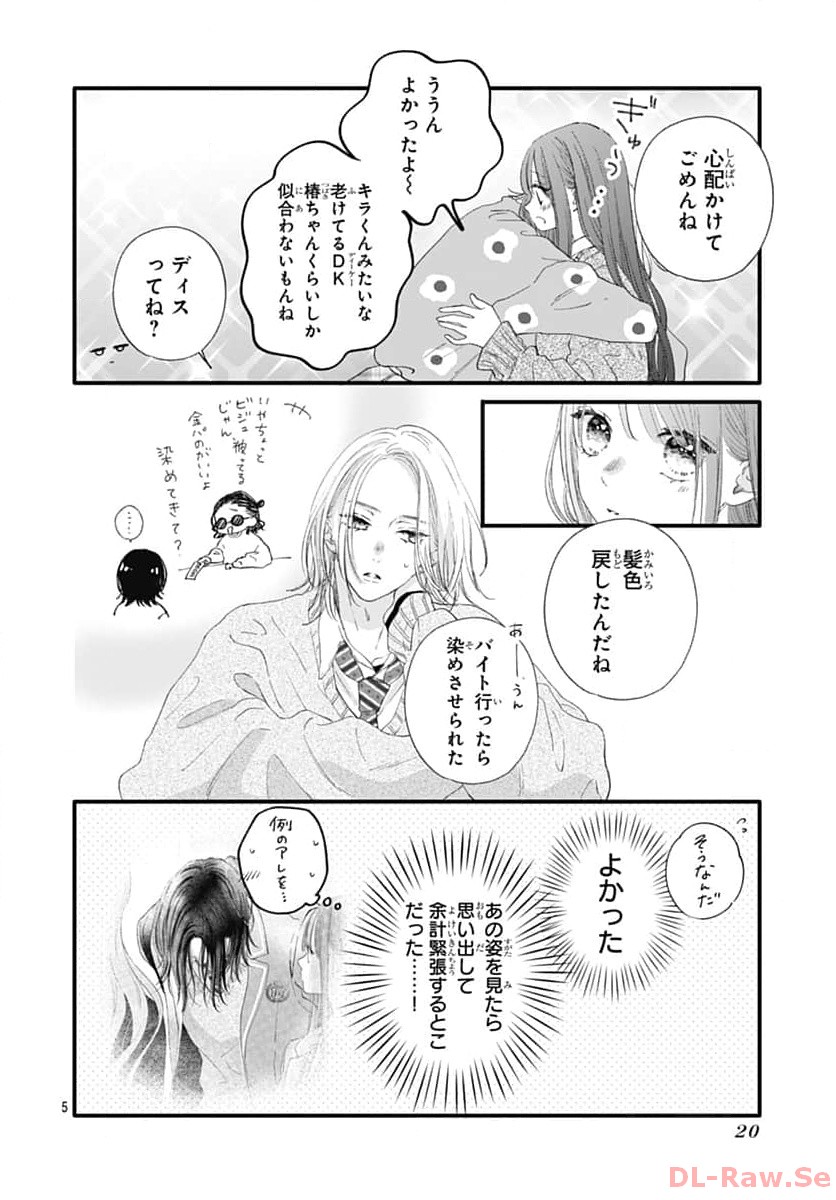 心配かけて
ごめんね
ぎゅ
ううん
よかったよ〜
キラくんみたいな
老けてるDK
椿ちゃんくらいしか
似合わないもんね
ディス
ってね？
髪色
戻したんだね
あー、うん
バイト行ったら
染めさせられた
いやちょっと
ビジュ被ってる
じゃん
金パのがいいよ
染めてきて？
……
そうなんだ
よかった
あの姿を見たら
思い出して
余計緊張するとこ
だった……！
例のアレを…
5
20
DL-Raw.Se